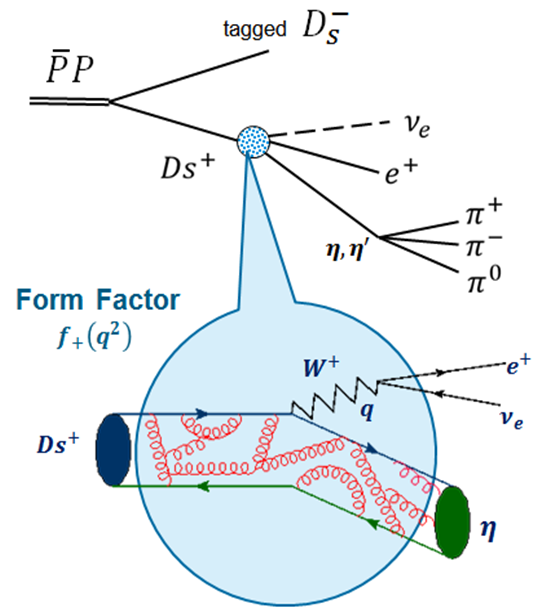 tagged D_s^-
P̄P
ν_e
Ds^+
e^+
π^+
η, η′
π^-
π^0
Form Factor
f_+(q^2)
W^+
e^+
q
ν_e
Ds^+
η